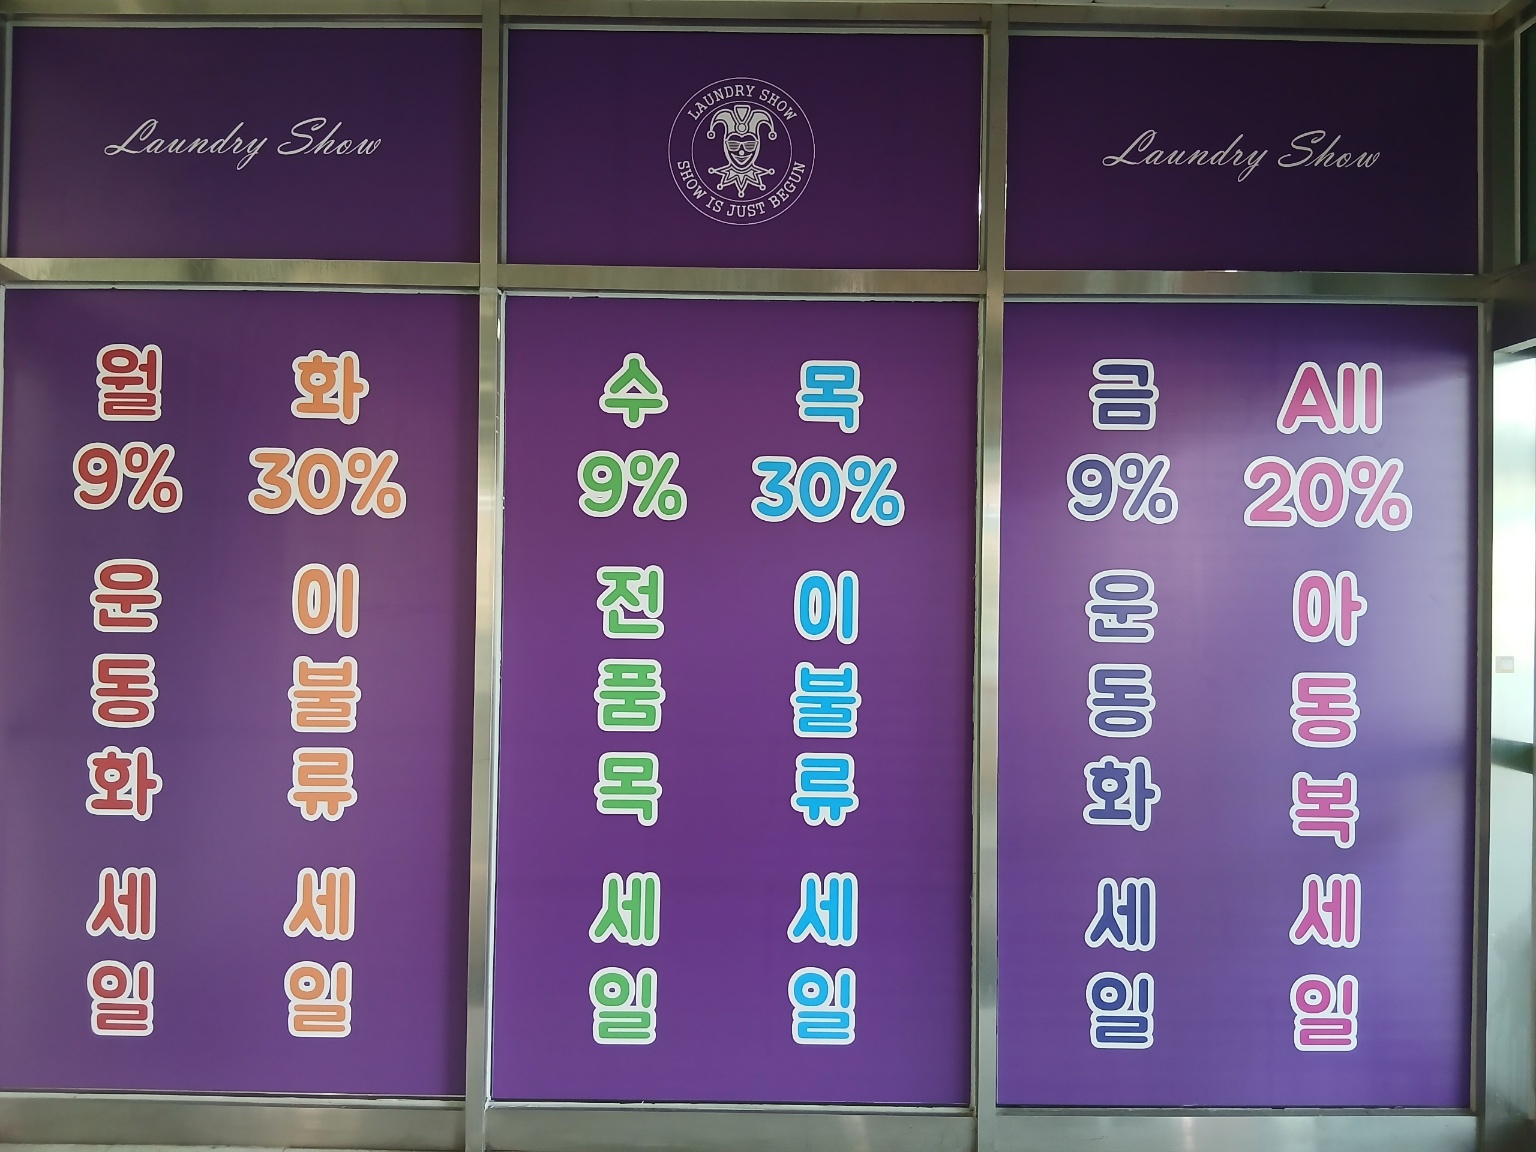 Laundry Show
LAUNDRY SHOW
SHOW IS JUST BEGUN
Laundry Show
월
9%
운동화
세일
화
30%
이불류
세일
수
9%
전품목
세일
목
30%
이불류
세일
금
9%
운동화
세일
All
20%
아동복
세일